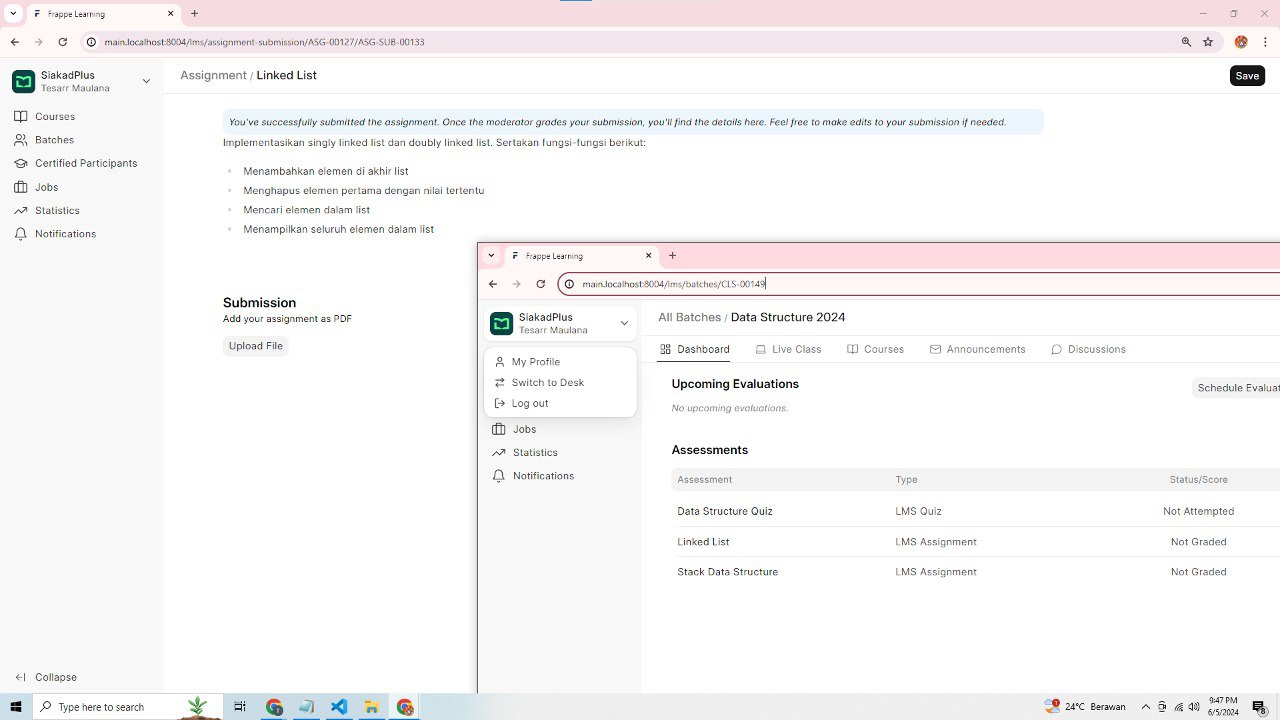 Frappe Learning
main.localhost:8004/lms/assignment-submission/ASG-00127/ASG-SUB-00133
SiakadPlus
Tesarr Maulana
Courses
Batches
Certified Participants
Jobs
Statistics
Notifications
Collapse
Assignment / Linked List
Save
You've successfully submitted the assignment. Once the moderator grades your submission, you'll find the details here. Feel free to make edits to your submission if needed.
Implementasikan singly linked list dan doubly linked list. Sertakan fungsi-fungsi berikut:
Menambahkan elemen di akhir list
Menghapus elemen pertama dengan nilai tertentu
Mencari elemen dalam list
Menampilkan seluruh elemen dalam list
Submission
Add your assignment as PDF
Upload File
Frappe Learning
main.localhost:8004/lms/batches/CLS-00149
SiakadPlus
Tesarr Maulana
My Profile
Switch to Desk
Log out
Jobs
Statistics
Notifications
All Batches / Data Structure 2024
Dashboard Live Class Courses Announcements Discussions
Upcoming Evaluations
Schedule Evaluat
No upcoming evaluations.
Assessments
Assessment Type Status/Score
Data Structure Quiz LMS Quiz Not Attempted
Linked List LMS Assignment Not Graded
Stack Data Structure LMS Assignment Not Graded
Type here to search
24°C Berawan
9:47 PM
6/5/2024